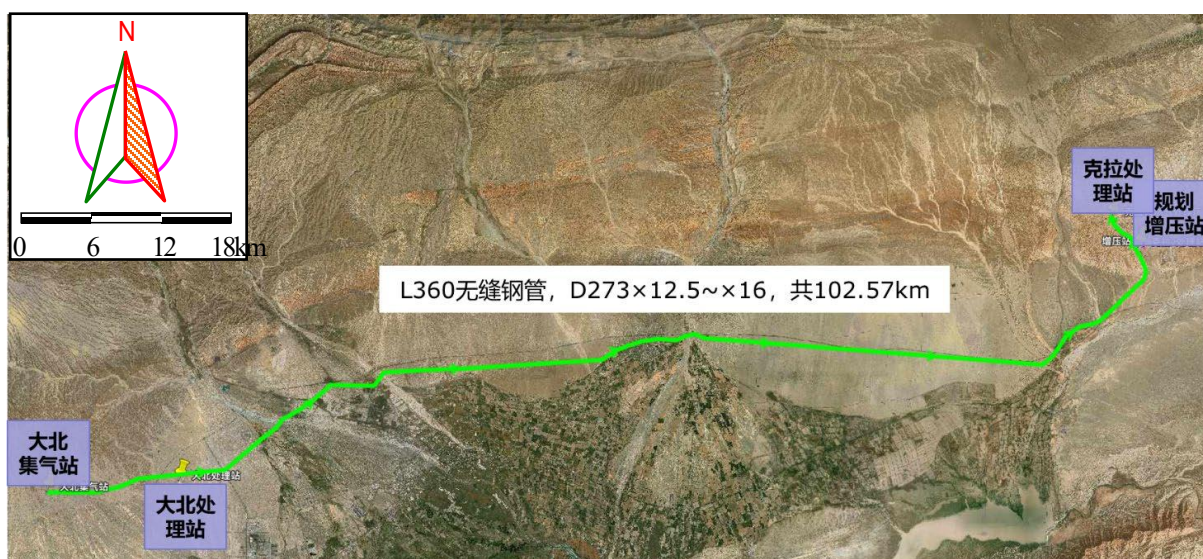 N
0 6 12 18km
克拉处
理站
规划
增压站
增压站
L360无缝钢管，D273×12.5~×16，共102.57km
大北
集气站
大北集气站
大北处理站
大北处
理站